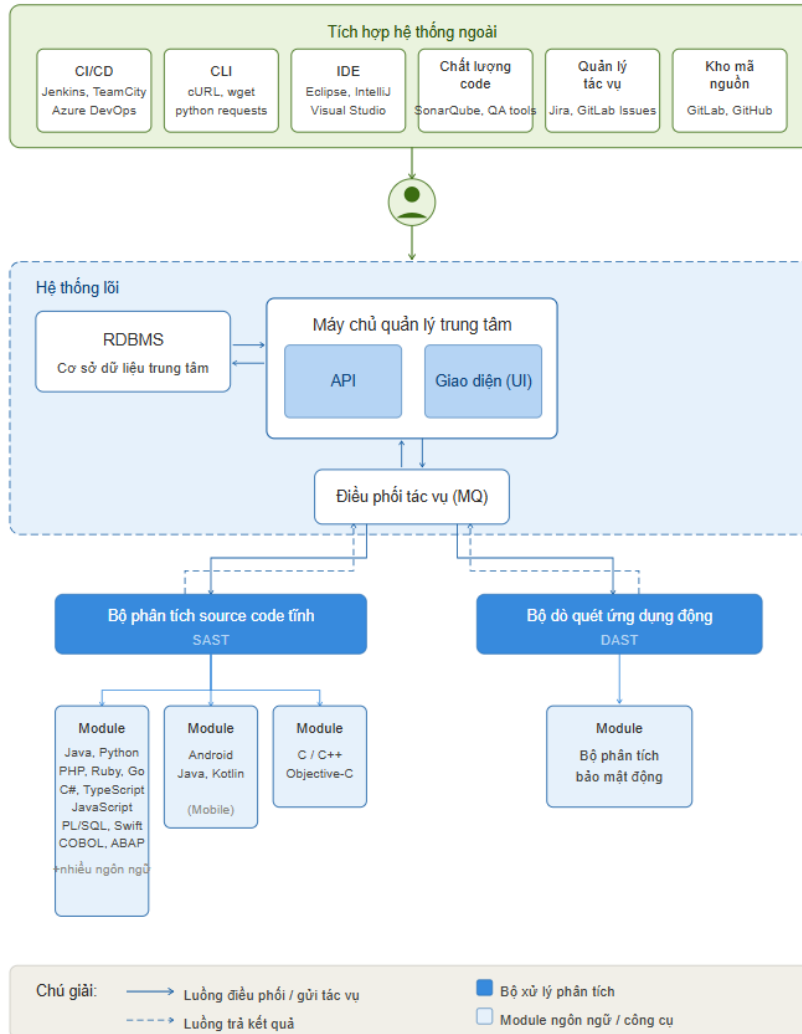 Tích hợp hệ thống ngoài
CI/CD
Jenkins, TeamCity
Azure DevOps
CLI
cURL, wget
python requests
IDE
Eclipse, IntelliJ
Visual Studio
Chất lượng
code
SonarQube, QA tools
Quản lý
tác vụ
Jira, GitLab Issues
Kho mã
nguồn
GitLab, GitHub
Hệ thống lõi
RDBMS
Cơ sở dữ liệu trung tâm
Máy chủ quản lý trung tâm
API
Giao diện (UI)
Điều phối tác vụ (MQ)
Bộ phân tích source code tĩnh
SAST
Bộ dò quét ứng dụng động
DAST
Module
Java, Python
PHP, Ruby, Go
C#, TypeScript
JavaScript
PL/SQL, Swift
COBOL, ABAP
+nhiều ngôn ngữ
Module
Android
Java, Kotlin
(Mobile)
Module
C / C++
Objective-C
Module
Bộ phân tích
bảo mật động
Chú giải:
Luồng điều phối / gửi tác vụ
Luồng trả kết quả
Bộ xử lý phân tích
Module ngôn ngữ / công cụ